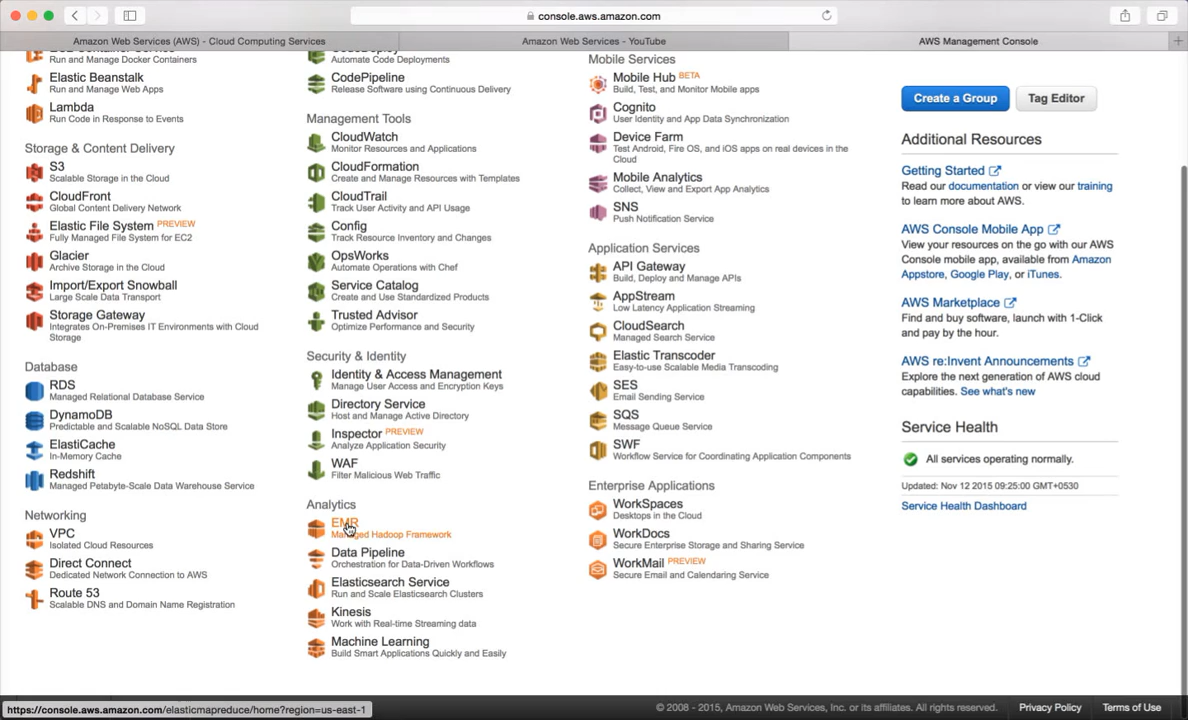 console.aws.amazon.com
Amazon Web Services (AWS) - Cloud Computing Services
Amazon Web Services - YouTube
AWS Management Console
Run and Manage Docker Containers
Elastic Beanstalk
Run and Manage Web Apps
Lambda
Run Code in Response to Events
Storage & Content Delivery
S3
Scalable Storage in the Cloud
CloudFront
Global Content Delivery Network
Elastic File System PREVIEW
Fully Managed File System for EC2
Glacier
Archive Storage in the Cloud
Import/Export Snowball
Large Scale Data Transport
Storage Gateway
Integrates On-Premises IT Environments with Cloud
Storage
Database
RDS
Managed Relational Database Service
DynamoDB
Predictable and Scalable NoSQL Data Store
ElastiCache
In-Memory Cache
Redshift
Managed Petabyte-Scale Data Warehouse Service
Networking
VPC
Isolated Cloud Resources
Direct Connect
Dedicated Network Connection to AWS
Route 53
Scalable DNS and Domain Name Registration
Automate Code Deployments
CodePipeline
Release Software using Continuous Delivery
Management Tools
CloudWatch
Monitor Resources and Applications
CloudFormation
Create and Manage Resources with Templates
CloudTrail
Track User Activity and API Usage
Config
Track Resource Inventory and Changes
OpsWorks
Automate Operations with Chef
Service Catalog
Create and Use Standardized Products
Trusted Advisor
Optimize Performance and Security
Security & Identity
Identity & Access Management
Manage User Access and Encryption Keys
Directory Service
Host and Manage Active Directory
Inspector PREVIEW
Analyze Application Security
WAF
Filter Malicious Web Traffic
Analytics
EMR
Managed Hadoop Framework
Data Pipeline
Orchestration for Data-Driven Workflows
Elasticsearch Service
Run and Scale Elasticsearch Clusters
Kinesis
Work with Real-time Streaming data
Machine Learning
Build Smart Applications Quickly and Easily
Mobile Services
Mobile Hub BETA
Build, Test, and Monitor Mobile apps
Cognito
User Identity and App Data Synchronization
Device Farm
Test Android, Fire OS, and iOS apps on real devices in the
Cloud
Mobile Analytics
Collect, View and Export App Analytics
SNS
Push Notification Service
Application Services
API Gateway
Build, Deploy and Manage APIs
AppStream
Low Latency Application Streaming
CloudSearch
Managed Search Service
Elastic Transcoder
Easy-to-use Scalable Media Transcoding
SES
Email Sending Service
SQS
Message Queue Service
SWF
Workflow Service for Coordinating Application Components
Enterprise Applications
WorkSpaces
Desktops in the Cloud
WorkDocs
Secure Enterprise Storage and Sharing Service
WorkMail PREVIEW
Secure Email and Calendaring Service
Create a Group
Tag Editor
Additional Resources
Getting Started
Read our documentation or view our training
to learn more about AWS.
AWS Console Mobile App
View your resources on the go with our AWS
Console mobile app, available from Amazon
Appstore, Google Play, or iTunes.
AWS Marketplace
Find and buy software, launch with 1-Click
and pay by the hour.
AWS re:Invent Announcements
Explore the next generation of AWS cloud
capabilities. See what's new
Service Health
All services operating normally.
Updated: Nov 12 2015 09:25:00 GMT+0530
Service Health Dashboard
https://console.aws.amazon.com/elasticmapreduce/home?region=us-east-1
© 2008 - 2015, Amazon Web Services, Inc. or its affiliates. All rights reserved.
Privacy Policy
Terms of Use